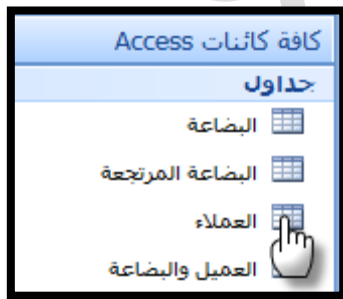 كافة كائنات Access
جداول
البضاعة
البضاعة المرتجعة
العملاء
العميل والبضاعة